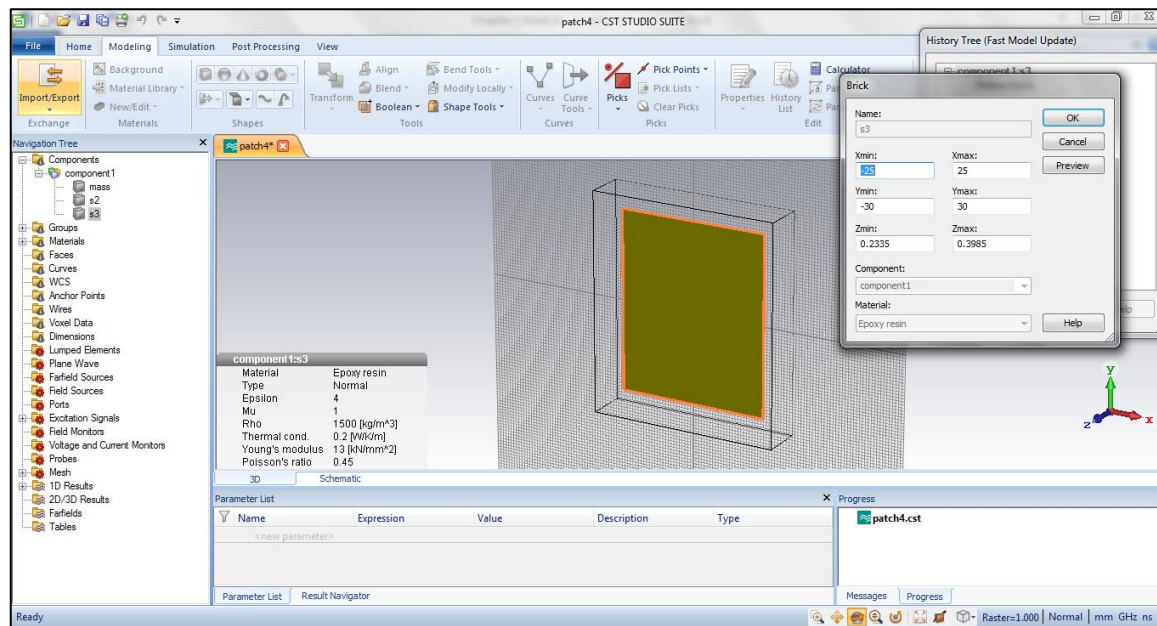 patch4 - CST STUDIO SUITE
File Home Modeling Simulation Post Processing View
Import/Export
Background
Material Library
New/Edit
Exchange
Materials
Shapes
Transform
Align
Blend
Boolean
Bend Tools
Modify Locally
Shape Tools
Tools
Curves
Curve Tools
Curves
Picks
Pick Points
Pick Lists
Clear Picks
Picks
Properties
History List
Calculator
Pa
Edit
History Tree (Fast Model Update)
component1:s3
Navigation Tree
Components
component1
mass
s2
s3
Groups
Materials
Faces
Curves
WCS
Anchor Points
Wires
Voxel Data
Dimensions
Lumped Elements
Plane Wave
Farfield Sources
Field Sources
Ports
Excitation Signals
Field Monitors
Voltage and Current Monitors
Probes
Mesh
1D Results
2D/3D Results
Farfields
Tables
patch4*
component1:s3
Material Epoxy resin
Type Normal
Epsilon 4
Mu 1
Rho 1500 [kg/m^3]
Thermal cond. 0.2 [W/K/m]
Young's modulus 13 [kN/mm^2]
Poisson's ratio 0.45
3D Schematic
Brick
Name:
s3
OK
Cancel
Preview
Xmin: Xmax:
-25 25
Ymin: Ymax:
-30 30
Zmin: Zmax:
0.2335 0.3985
Component:
component1
Material:
Epoxy resin
Help
y
x
z
Parameter List
Name Expression Value Description Type
<new parameter>
Parameter List Result Navigator
Progress
patch4.cst
Messages Progress
Ready
Raster=1.000 Normal mm GHz ns